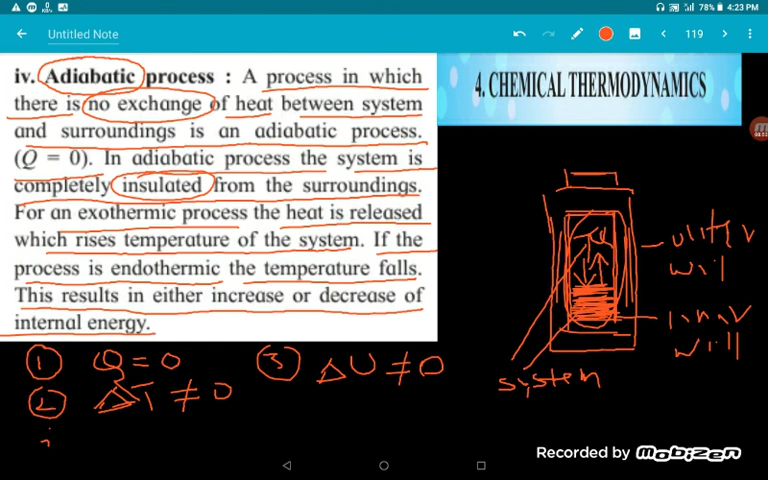 78% 4:23 PM
Untitled Note
119
iv. Adiabatic process : A process in which
there is no exchange of heat between system
and surroundings is an adiabatic process.
(Q = 0). In adiabatic process the system is
completely insulated from the surroundings.
For an exothermic process the heat is released
which rises temperature of the system. If the
process is endothermic the temperature falls.
This results in either increase or decrease of
internal energy.
4. CHEMICAL THERMODYNAMICS
system
① Q = 0
② ΔT ≠ 0
③ ΔU ≠ 0
Recorded by Mobizen